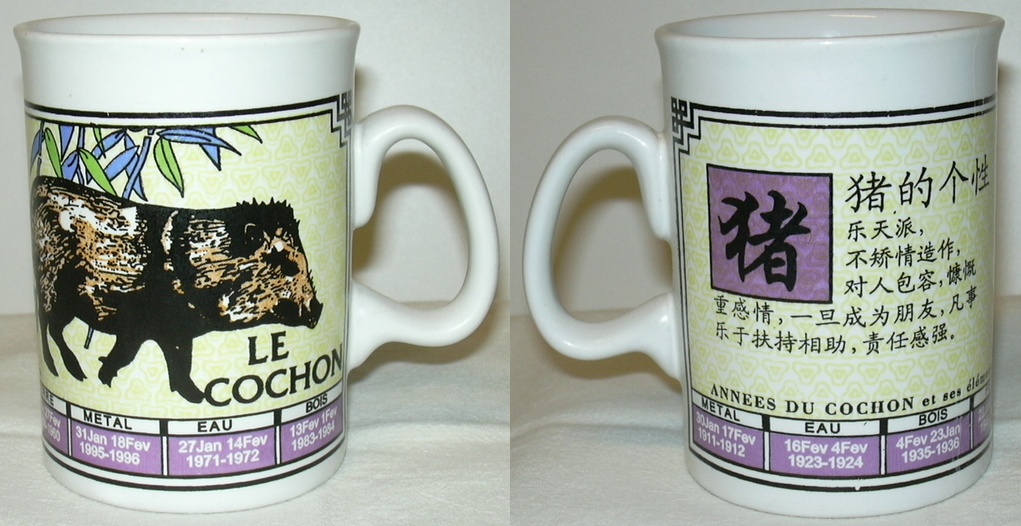 LE
COCHON
METAL
31Jan 18Fev
1995-1996
EAU
27Jan 14Fev
1971-1972
BOIS
13Fev 1Fev
1983-1984
猪
猪的个性
乐天派,
不矫情造作,
对人包容,慷慨
重感情,一旦成为朋友,凡事
乐于扶持相助,责任感强。
ANNEES DU COCHON et ses
METAL
30Jan 17Fev
1911-1912
EAU
16Fev 4Fev
1923-1924
BOIS
4Fev 23Jan
1935-1936